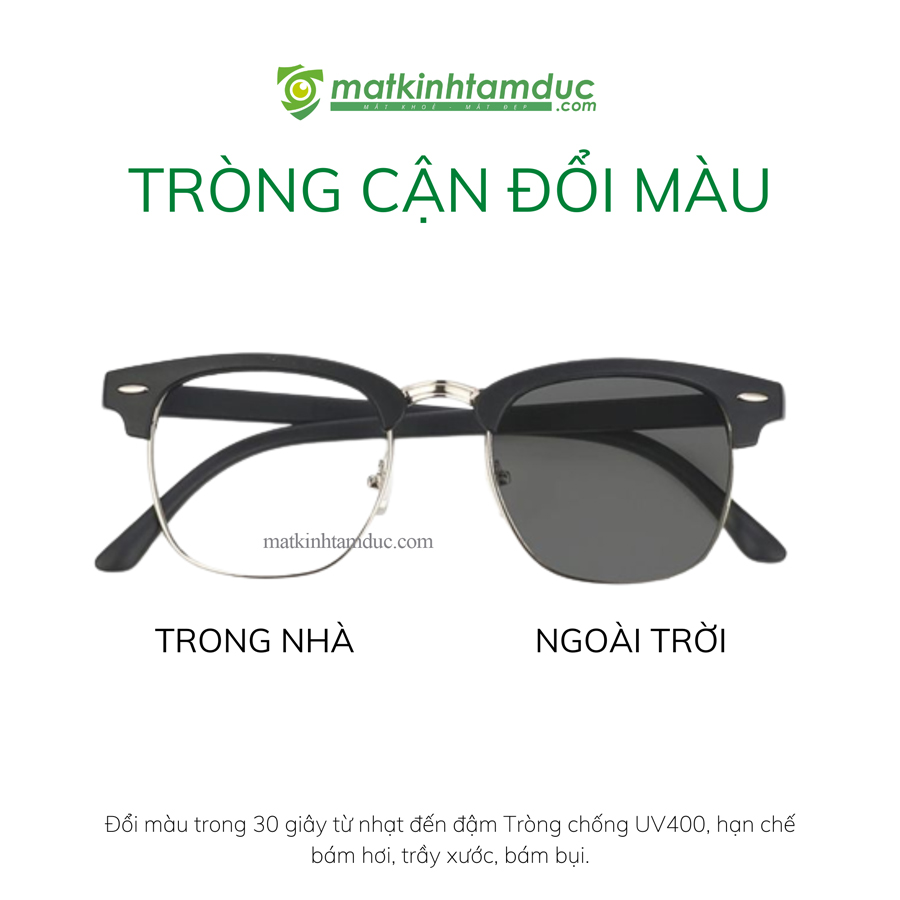 matkinhtamduc
.com
MẮT KHOẺ - MẮT ĐẸP
TRÒNG CẬN ĐỔI MÀU
matkinhtamduc.com
TRONG NHÀ
NGOÀI TRỜI
Đổi màu trong 30 giây từ nhạt đến đậm Tròng chống UV400, hạn chế
bám hơi, trầy xước, bám bụi.